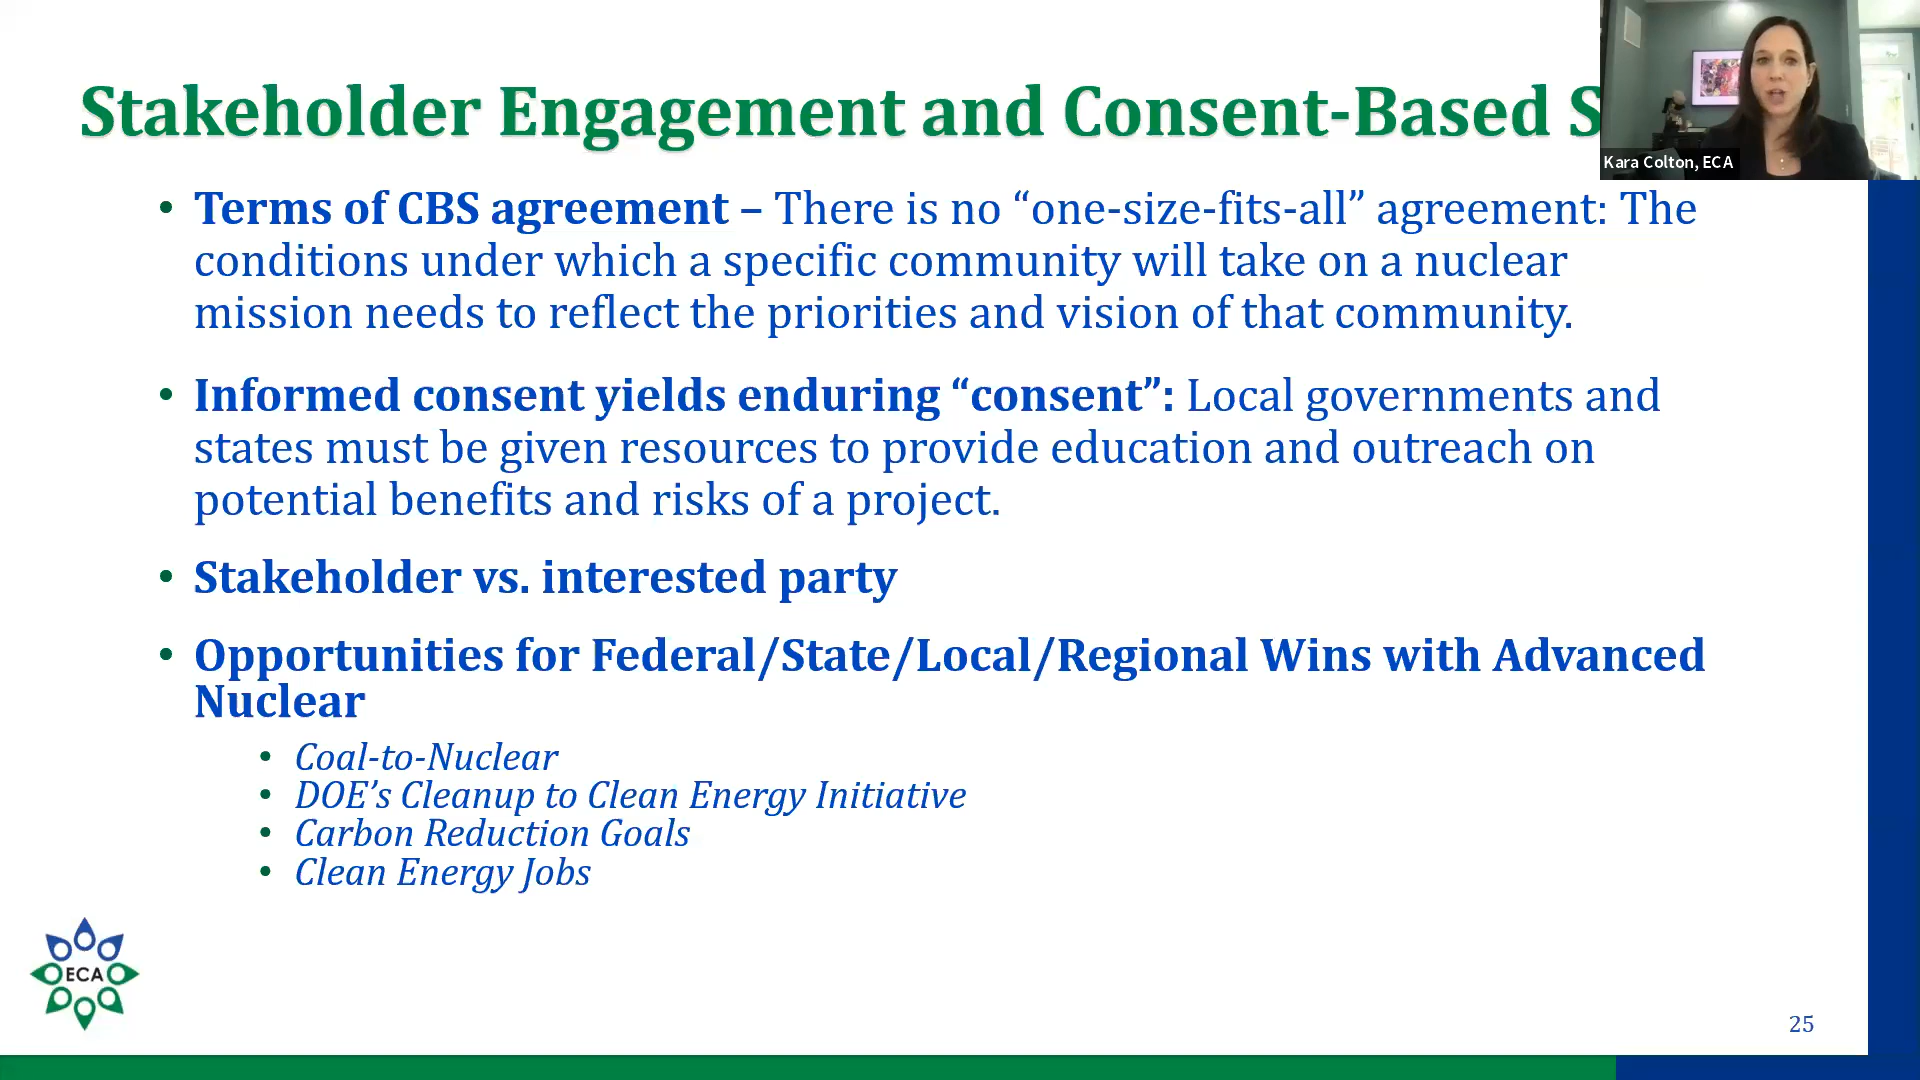 Stakeholder Engagement and Consent-Based
Kara Colton, ECA
• Terms of CBS agreement – There is no “one-size-fits-all” agreement: The
conditions under which a specific community will take on a nuclear
mission needs to reflect the priorities and vision of that community.
• Informed consent yields enduring “consent”: Local governments and
states must be given resources to provide education and outreach on
potential benefits and risks of a project.
• Stakeholder vs. interested party
• Opportunities for Federal/State/Local/Regional Wins with Advanced
Nuclear
• Coal-to-Nuclear
• DOE’s Cleanup to Clean Energy Initiative
• Carbon Reduction Goals
• Clean Energy Jobs
ECA
25